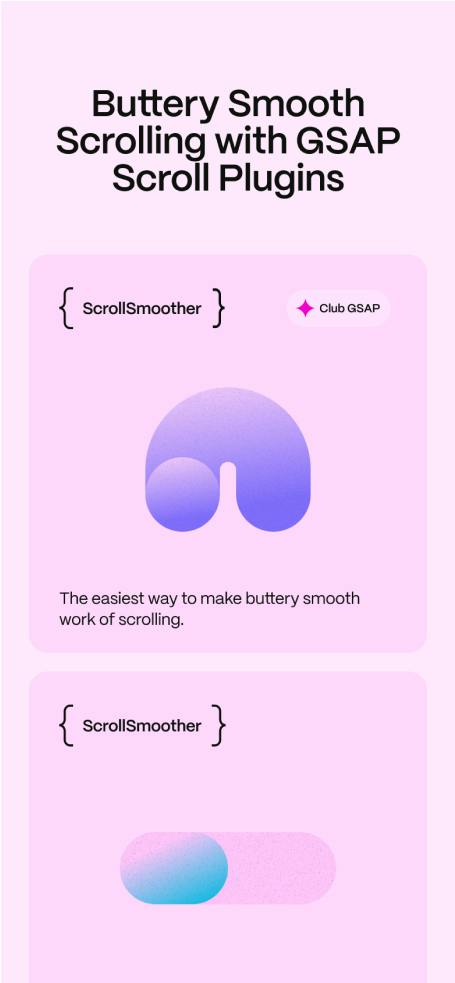 Buttery Smooth
Scrolling with GSAP
Scroll Plugins
{ ScrollSmoother }
Club GSAP
The easiest way to make buttery smooth
work of scrolling.
{ ScrollSmoother }